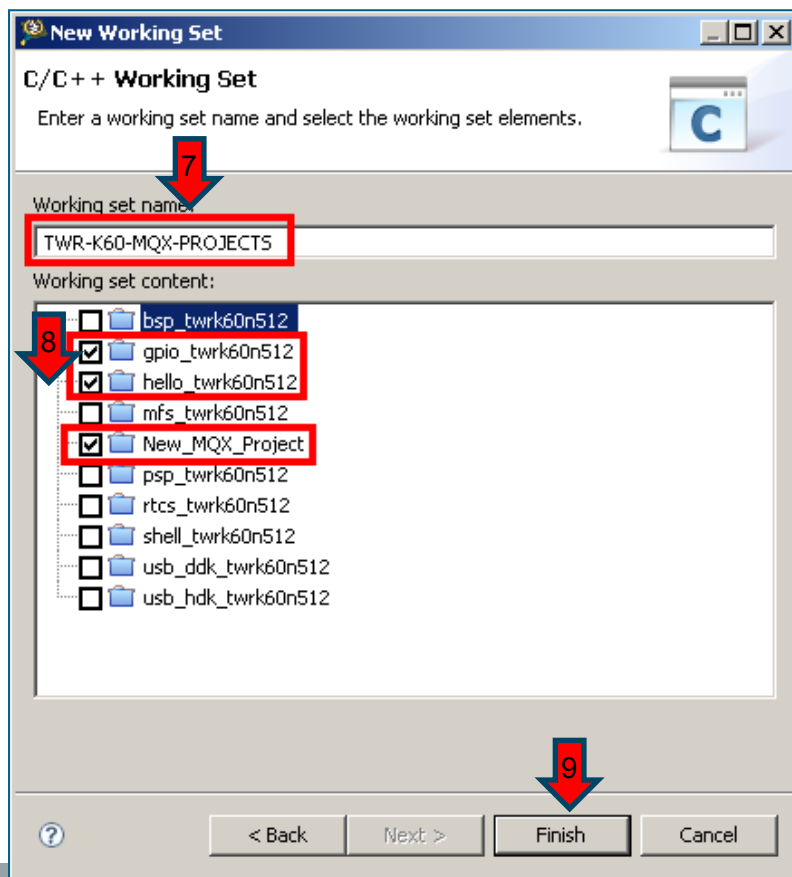 New Working Set
C/C++ Working Set
Enter a working set name and select the working set elements.
C
7
Working set name:
TWR-K60-MQX-PROJECTS
Working set content:
bsp_twrk60n512
8
gpio_twrk60n512
hello_twrk60n512
mfs_twrk60n512
New_MQX_Project
psp_twrk60n512
rtcs_twrk60n512
shell_twrk60n512
usb_ddk_twrk60n512
usb_hdk_twrk60n512
9
? < Back Next > Finish Cancel